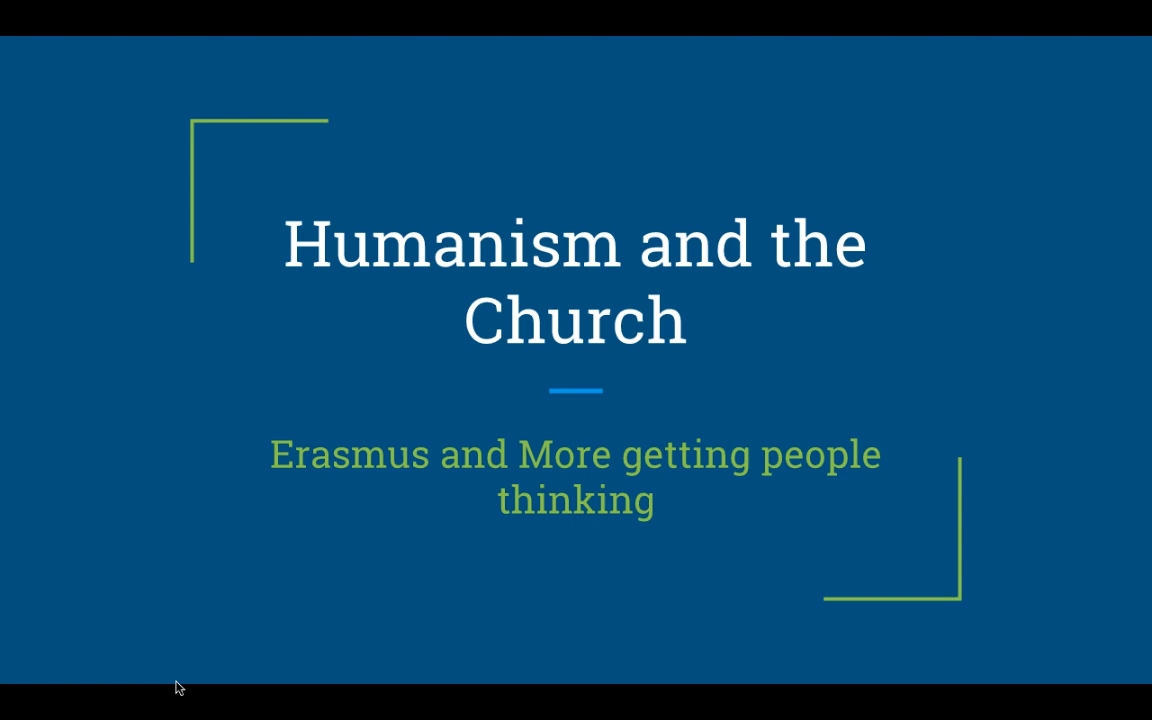 Humanism and the
Church
Erasmus and More getting people
thinking